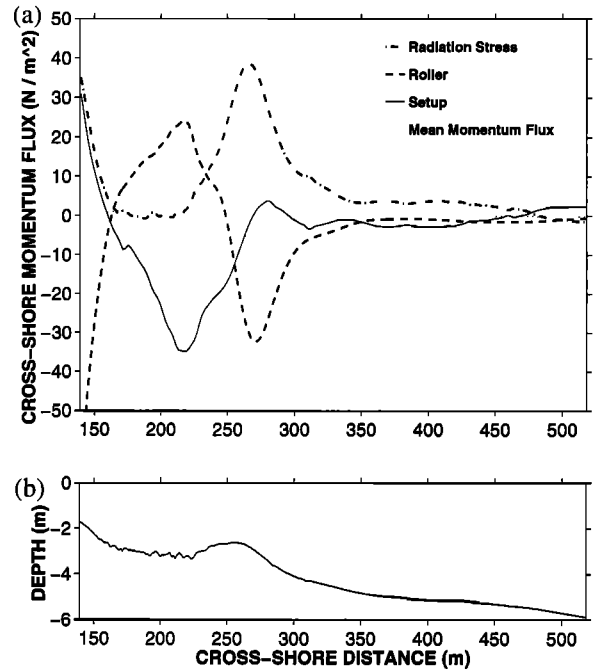 (a)
CROSS-SHORE MOMENTUM FLUX (N / m^2)
50
40
30
20
10
0
-10
-20
-30
-40
-50
Radiation Stress
Roller
Setup
Mean Momentum Flux
150 200 250 300 350 400 450 500
(b)
DEPTH (m)
0
-2
-4
-6
150 200 250 300 350 400 450 500
CROSS-SHORE DISTANCE (m)